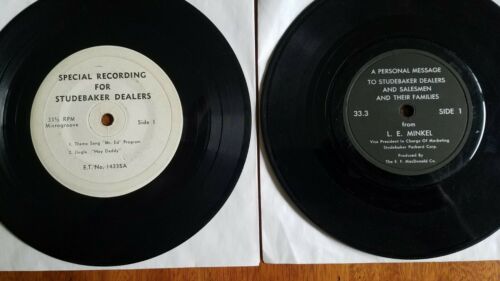 SPECIAL RECORDING
FOR
STUDEBAKER DEALERS
33⅓ RPM
Microgroove
Side 1
1. Theme Song "Mr. Ed" Program
2. Jingle "Hey Daddy"
E.T./No. 14335A
A PERSONAL MESSAGE
TO STUDEBAKER DEALERS
AND SALESMEN
AND THEIR FAMILIES
33.3
SIDE 1
from
L. E. MINKEL
Vice President in Charge Of Marketing
Studebaker Packard Corp.
Produced by
The E. F. MacDonald Co.